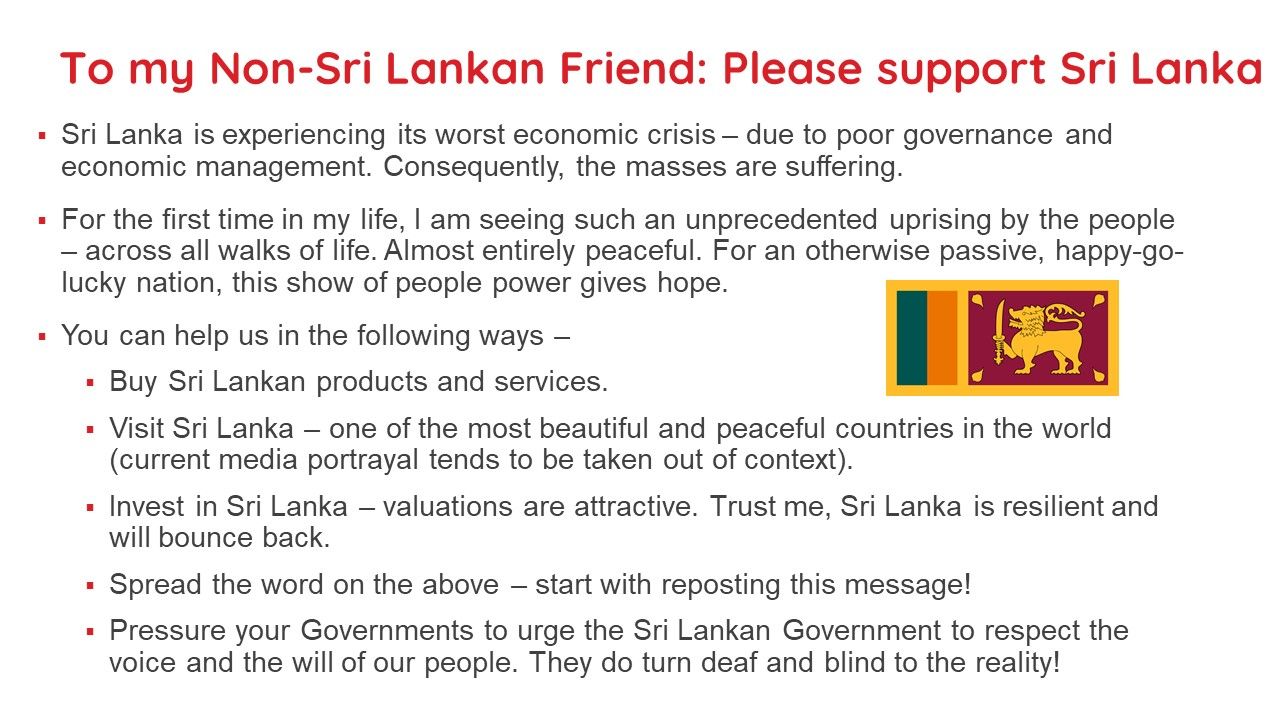 To my Non-Sri Lankan Friend: Please support Sri Lanka
▪ Sri Lanka is experiencing its worst economic crisis – due to poor governance and
economic management. Consequently, the masses are suffering.
▪ For the first time in my life, I am seeing such an unprecedented uprising by the people
– across all walks of life. Almost entirely peaceful. For an otherwise passive, happy-go-
lucky nation, this show of people power gives hope.
▪ You can help us in the following ways –
▪ Buy Sri Lankan products and services.
▪ Visit Sri Lanka – one of the most beautiful and peaceful countries in the world
(current media portrayal tends to be taken out of context).
▪ Invest in Sri Lanka – valuations are attractive. Trust me, Sri Lanka is resilient and
will bounce back.
▪ Spread the word on the above – start with reposting this message!
▪ Pressure your Governments to urge the Sri Lankan Government to respect the
voice and the will of our people. They do turn deaf and blind to the reality!